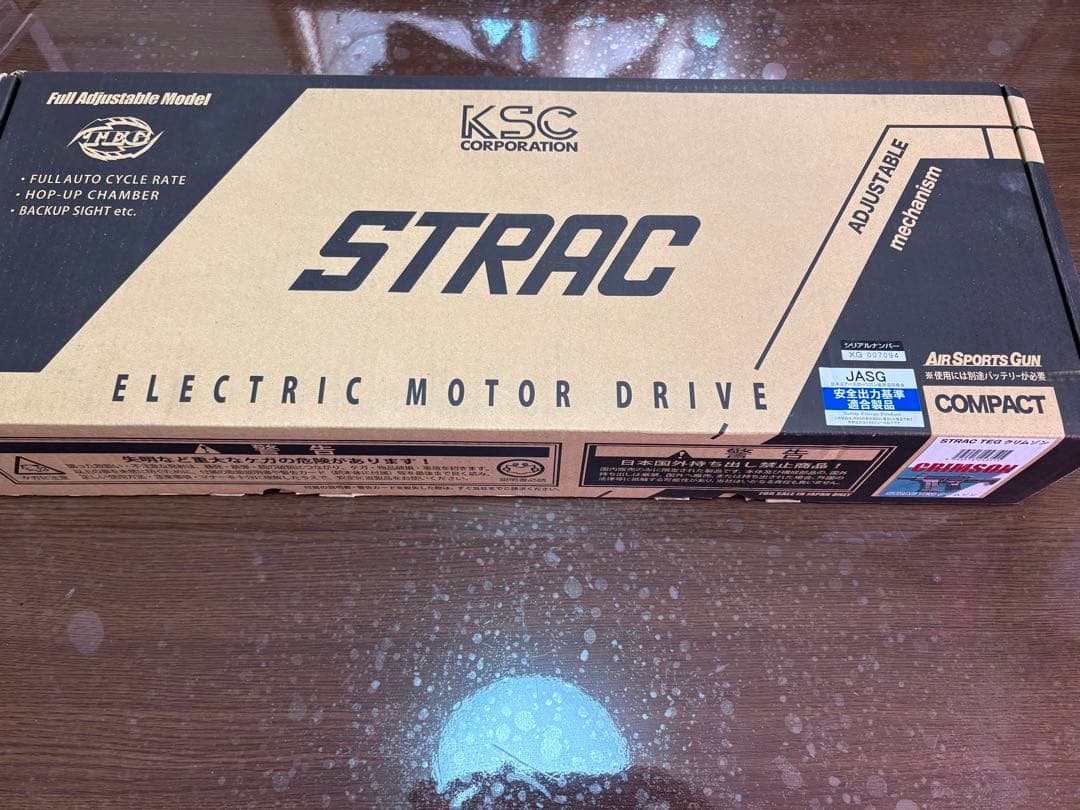 Full Adjustable Model
TEG
• FULL AUTO CYCLE RATE
• HOP-UP CHAMBER
• BACKUP SIGHT etc.
KSC
CORPORATION
STRAC
ELECTRIC MOTOR DRIVE
ADJUSTABLE
mechanism
シリアルナンバー
XG 007094
JASG
安全出力基準
適合製品
AIR SPORTS GUN
※使用には別途バッテリーが必要
COMPACT
STRAC TEG クリムゾン
CRIMSON
警告
失明など重大なケガの危険があります！
警告
日本国外持ち出し禁止商品！
FOR SALE IN JAPAN ONLY